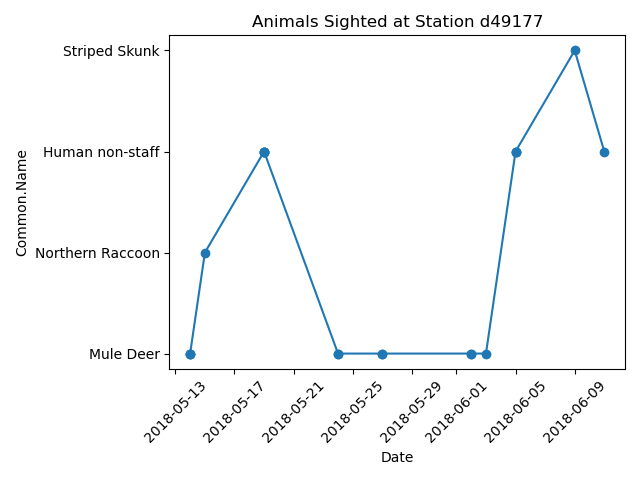 Animals Sighted at Station d49177
Striped Skunk
Human non-staff
Northern Raccoon
Mule Deer
Common.Name
2018-05-13
2018-05-17
2018-05-21
2018-05-25
2018-05-29
2018-06-01
2018-06-05
2018-06-09
Date